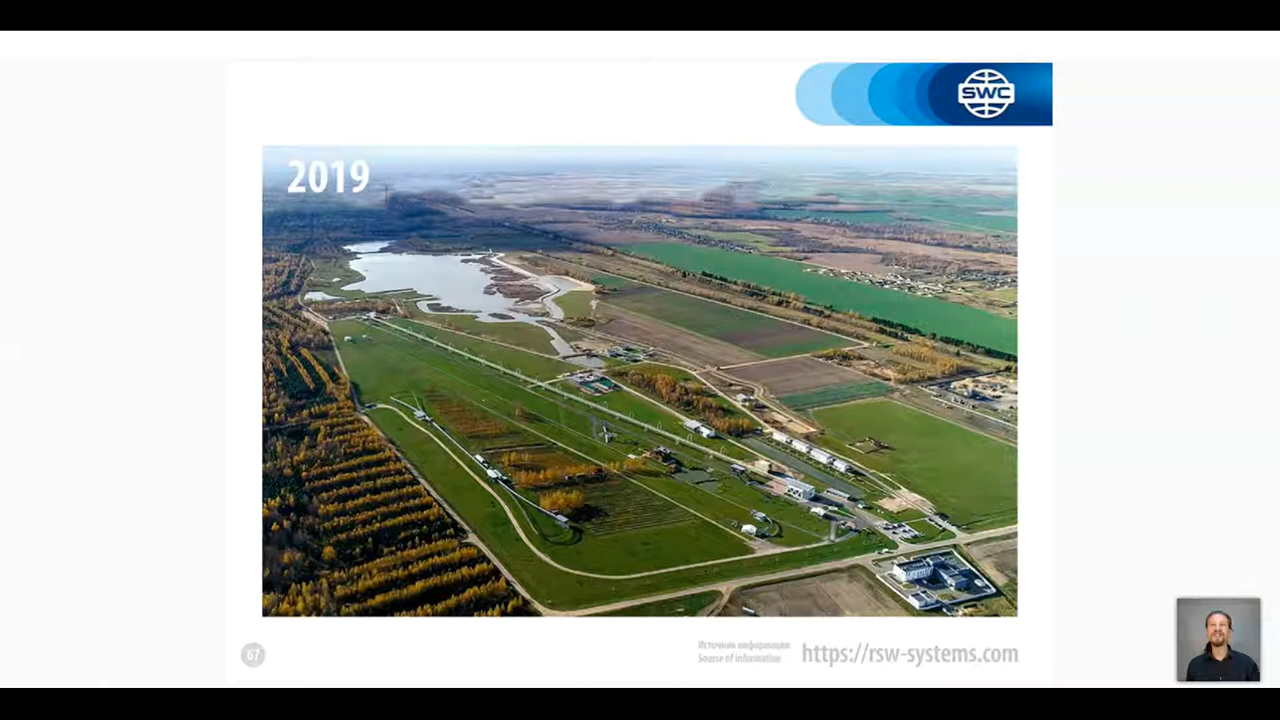 SWC
2019
67
Источник информации
Source of information
https://rsw-systems.com